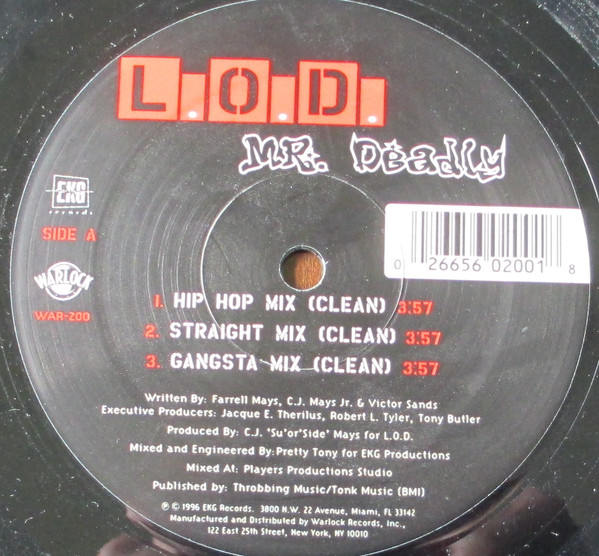 L.O.D.
MR. Deadly
EKG
records
SIDE A
WARLOCK
WAR-200
0 26656 02001 8
1. HIP HOP MIX (CLEAN) 3:57
2. STRAIGHT MIX (CLEAN) 3:57
3. GANGSTA MIX (CLEAN) 3:57
Written By: Farrell Mays, C.J. Mays Jr. & Victor Sands
Executive Producers: Jacque E. Therilus, Robert L. Tyler, Tony Butler
Produced By: C.J. "Su'or'Side" Mays for L.O.D.
Mixed and Engineered By: Pretty Tony for EKG Productions
Mixed At: Players Productions Studio
Published by: Throbbing Music/Tonk Music (BMI)
℗ © 1996 EKG Records. 3800 N.W. 22 Avenue, Miami, FL 33142
Manufactured and Distributed by Warlock Records, Inc.,
122 East 25th Street, New York, NY 10010